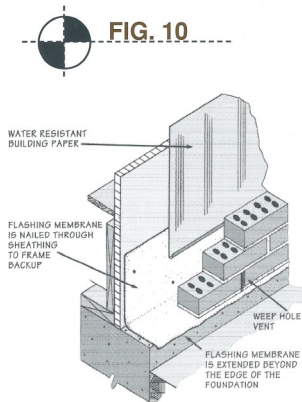 FIG. 10
WATER RESISTANT
BUILDING PAPER
FLASHING MEMBRANE
IS NAILED THROUGH
SHEATHING
TO FRAME
BACKUP
WEEP HOLE
VENT
FLASHING MEMBRANE
IS EXTENDED BEYOND
THE EDGE OF THE
FOUNDATION